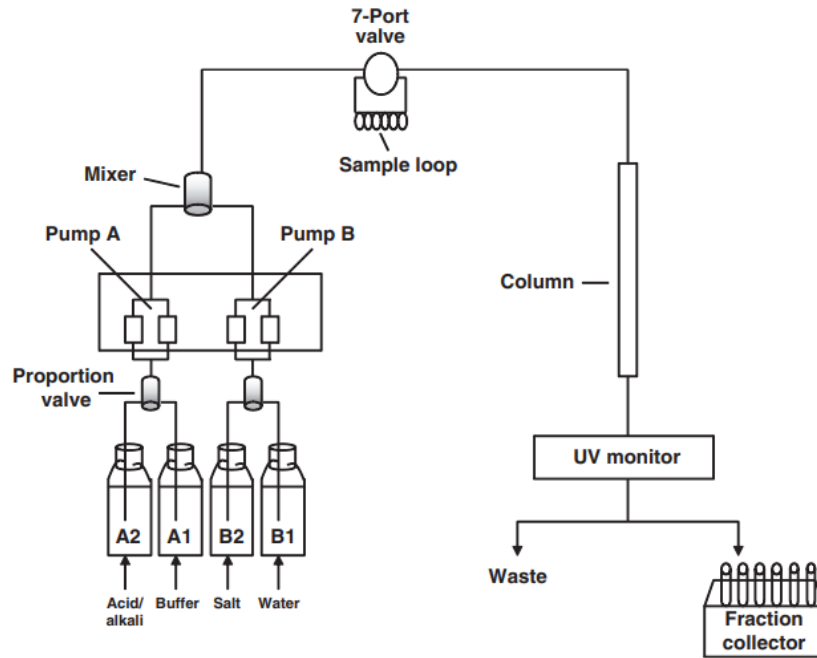 7-Port
valve
Sample loop
Mixer
Pump A
Pump B
Column
Proportion
valve
UV monitor
A2
A1
B2
B1
Waste
Acid/
alkali
Buffer
Salt
Water
Fraction
collector